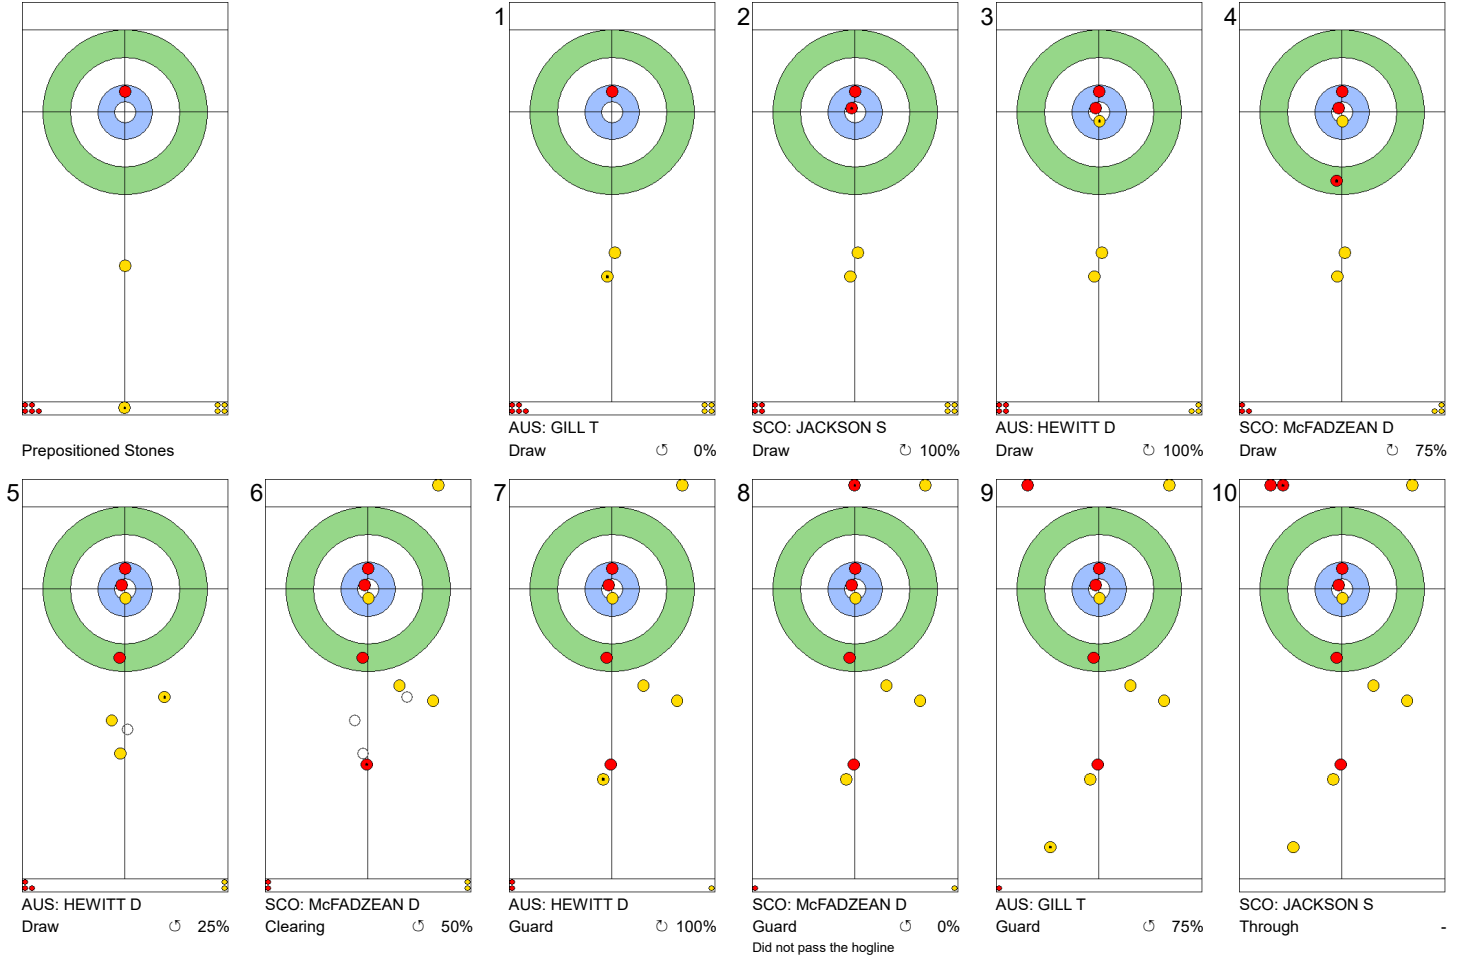 Prepositioned Stones
1
AUS: GILL T
Draw 0%
2
SCO: JACKSON S
Draw 100%
3
AUS: HEWITT D
Draw 100%
4
SCO: McFADZEAN D
Draw 75%
5
AUS: HEWITT D
Draw 25%
6
SCO: McFADZEAN D
Clearing 50%
7
AUS: HEWITT D
Guard 100%
8
SCO: McFADZEAN D
Guard 0%
Did not pass the hogline
9
AUS: GILL T
Guard 75%
10
SCO: JACKSON S
Through -